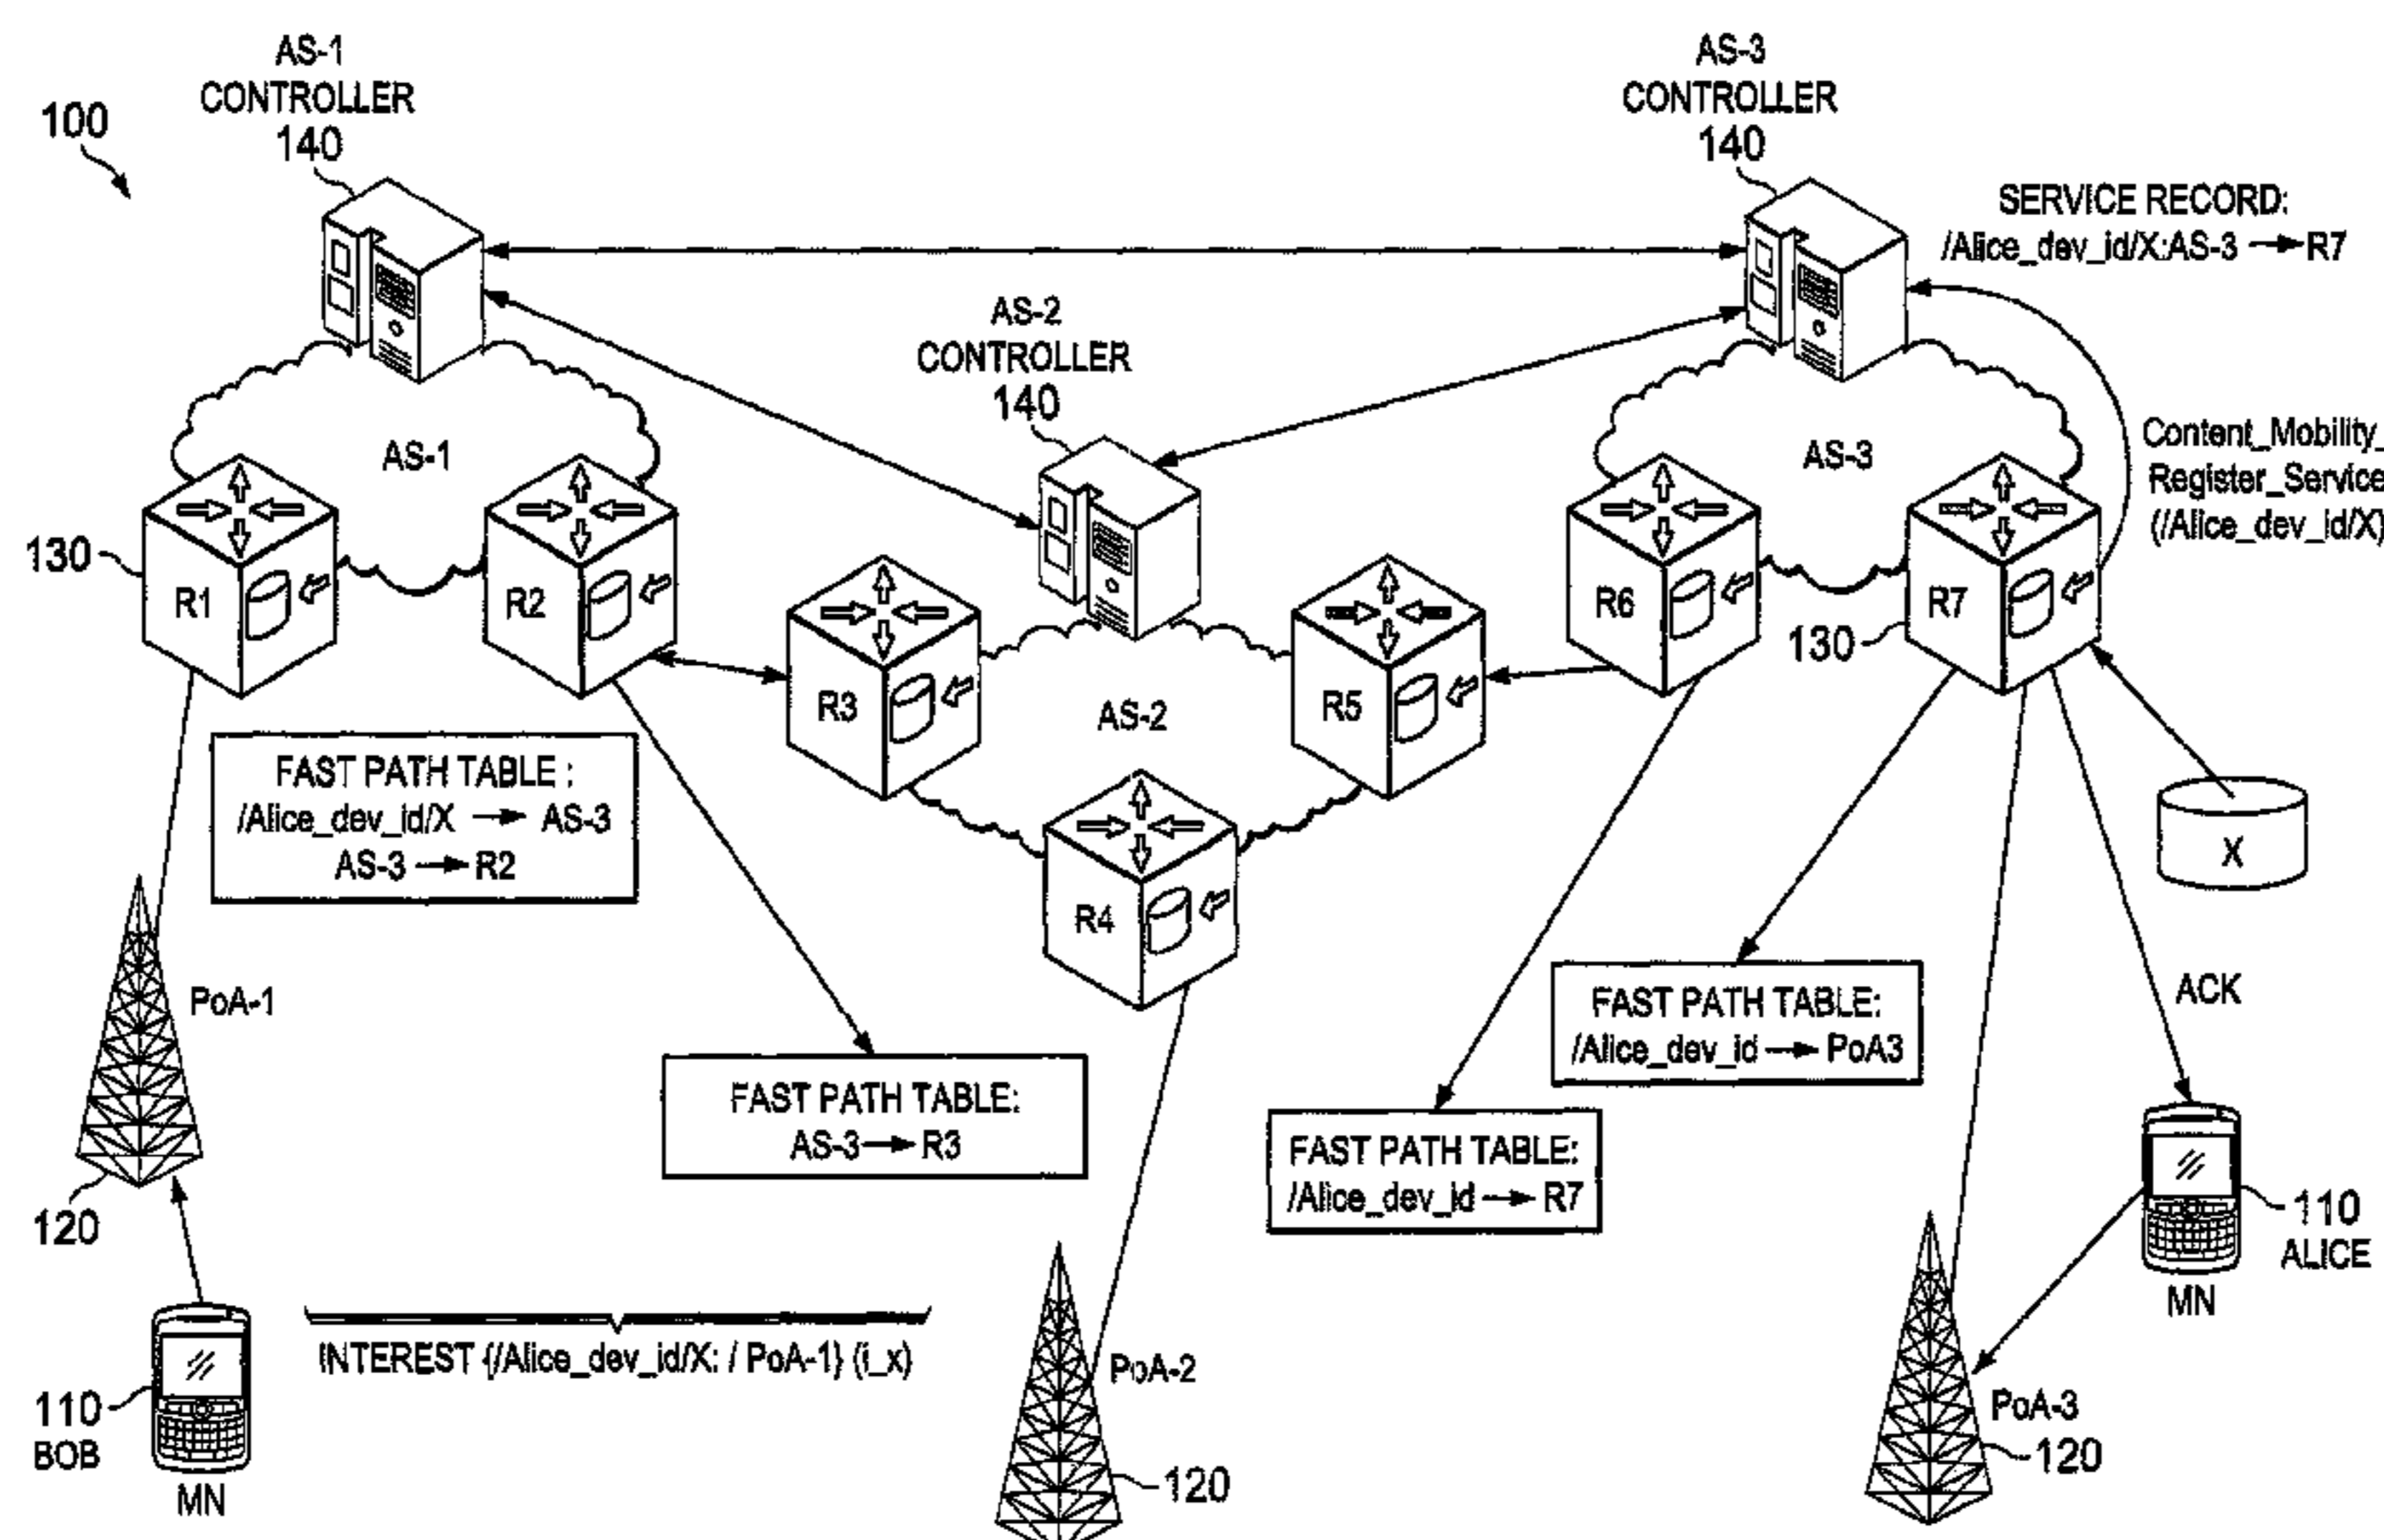 100
AS-1
CONTROLLER
140
AS-3
CONTROLLER
140
SERVICE RECORD:
/Alice_dev_id/X:AS-3 → R7
AS-2
CONTROLLER
140
Content_Mobility_
Register_Service
(/Alice_dev_id/X)
AS-1
AS-3
130
R1
R2
R6
R7
130
R3
AS-2
R5
R4
FAST PATH TABLE :
/Alice_dev_id/X → AS-3
AS-3 → R2
X
PoA-1
FAST PATH TABLE:
AS-3 → R3
FAST PATH TABLE:
/Alice_dev_id → PoA3
ACK
FAST PATH TABLE:
/Alice_dev_id → R7
120
110
ALICE
MN
INTEREST {/Alice_dev_id/X: / PoA-1} (i_x)
110
BOB
MN
PoA-2
120
PoA-3
120